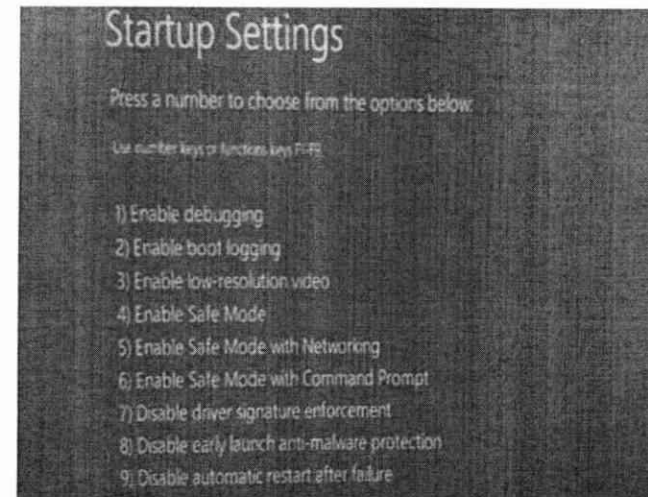 Startup Settings
Press a number to choose from the options below:
Use number keys or functions keys F1-F9.
1) Enable debugging
2) Enable boot logging
3) Enable low-resolution video
4) Enable Safe Mode
5) Enable Safe Mode with Networking
6) Enable Safe Mode with Command Prompt
7) Disable driver signature enforcement
8) Disable early launch anti-malware protection
9) Disable automatic restart after failure